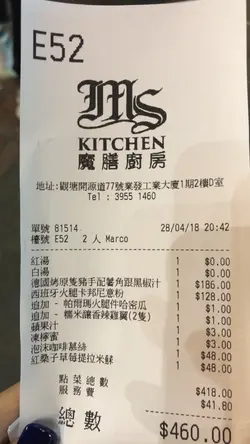 E52
MS
KITCHEN
魔膳廚房
地址:觀塘開源道77號業發工業大廈1期2樓D室
Tel : 3955 1460
單號 81514 28/04/18 20:42
檯號 E52 2 人 Marco
紅湯 1 $0.00
白湯 1 $0.00
德國烤原隻豬手配薯角跟黑椒汁 1 $186.00
西班牙火腿卡邦尼意粉 1 $128.00
追加 - 帕爾瑪火腿伴哈密瓜 1 $1.00
追加 - 糯米釀香辣雞翼(2隻) 1 $1.00
蘋果汁 1 $3.00
凍檸蜜 1 $3.00
泡沫咖啡慕絲 1 $48.00
紅桑子草莓提拉米穌 1 $48.00
點菜總數 $418.00
服務費 $41.80
總數 $460.00